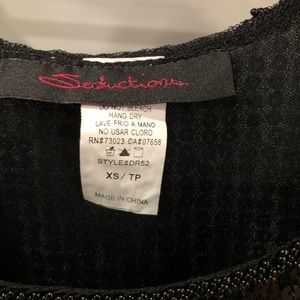 Seductions
DO NOT BLEACH
HANG DRY
LAVE FRIO A MANO
NO USAR CLORO
RN#73023 CA#07658
STYLE#DR52
XS/ TP
MADE IN CHINA